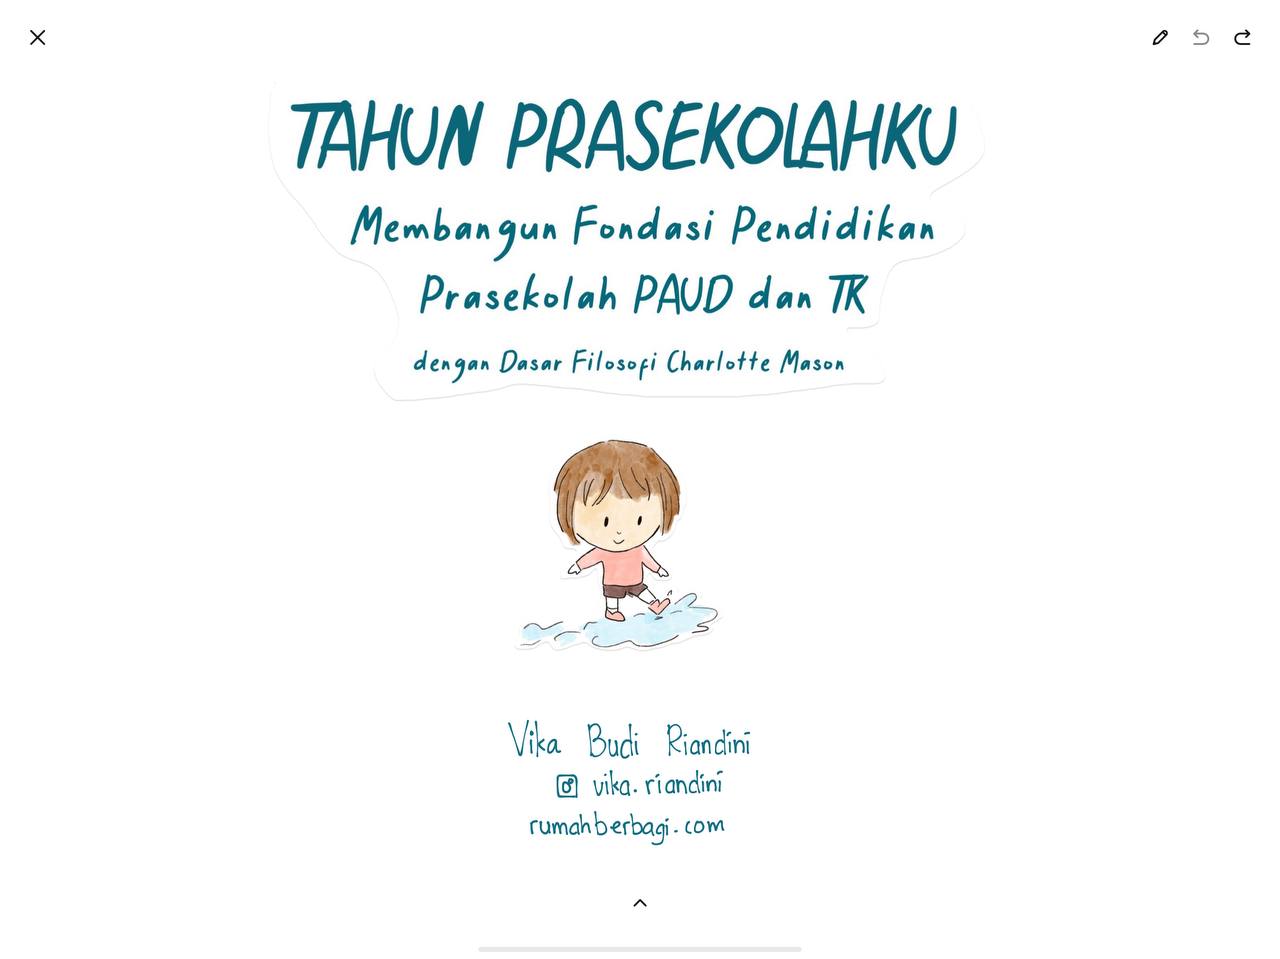 TAHUN PRASEKOLAHKU
Membangun Fondasi Pendidikan
Prasekolah PAUD dan TK
dengan Dasar Filosofi Charlotte Mason
Vika Budi Riandini
vika.riandini
rumahberbagi.com